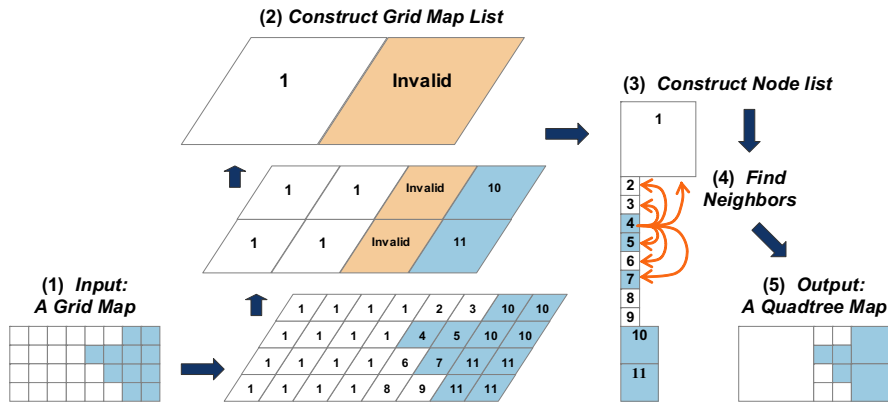 (2) Construct Grid Map List
1 Invalid
1 1 Invalid 10
1 1 Invalid 11
1 1 1 1 2 3 10 10
1 1 1 1 4 5 10 10
1 1 1 1 6 7 11 11
1 1 1 1 8 9 11 11
(1) Input:
A Grid Map
(3) Construct Node list
1
2
3
4
5
6
7
8
9
10
11
(4) Find
Neighbors
(5) Output:
A Quadtree Map